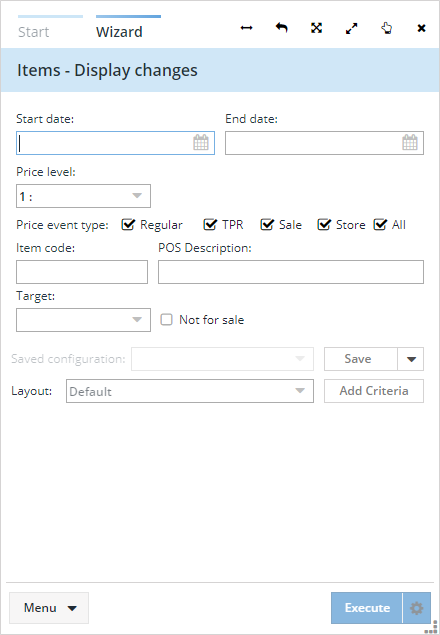 Start Wizard
Items - Display changes
Start date: End date:
Price level:
1 :
Price event type: Regular TPR Sale Store All
Item code: POS Description:
Target:
Not for sale
Saved configuration: Save
Layout: Default Add Criteria
Menu Execute